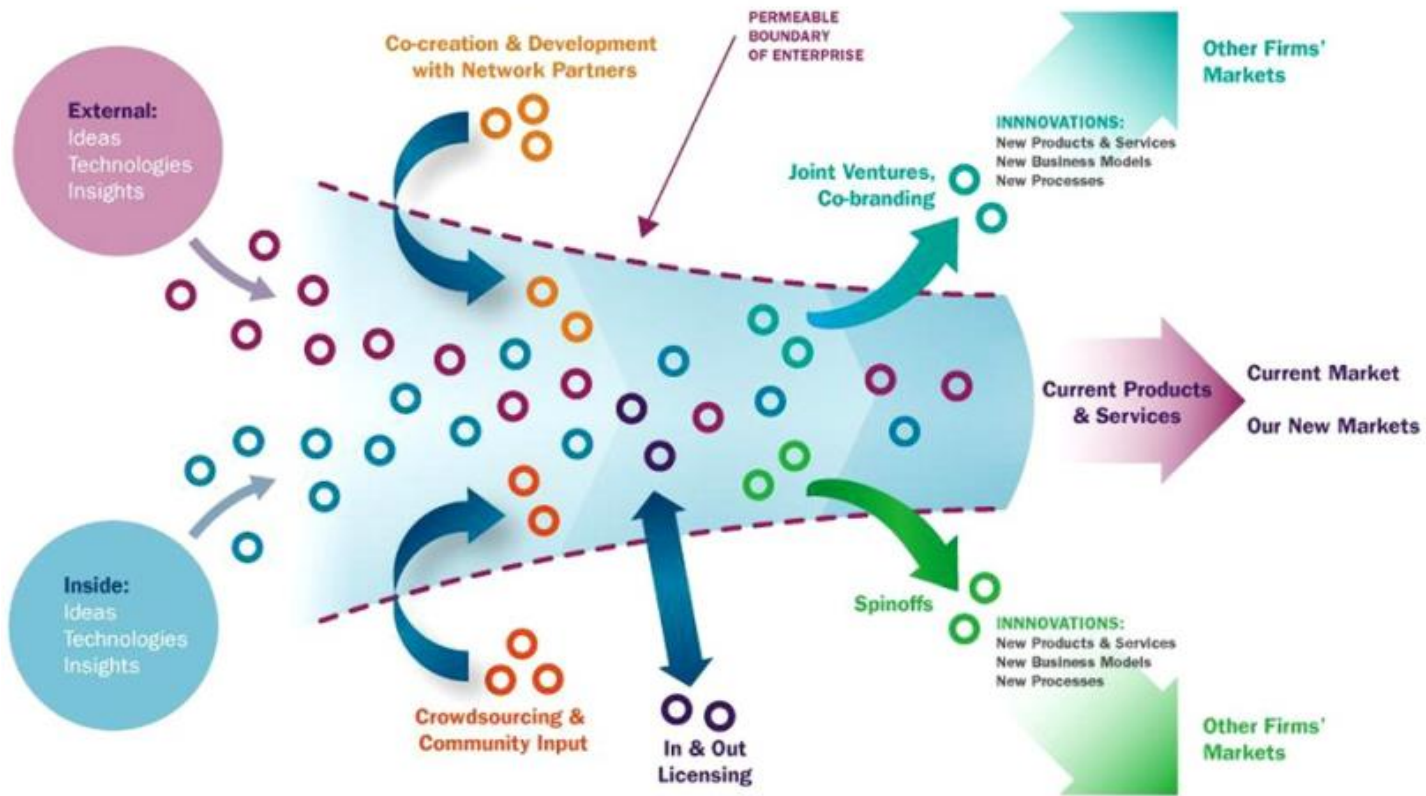 PERMEABLE
BOUNDARY
OF ENTERPRISE
Co-creation & Development
with Network Partners
Other Firms'
Markets
External:
Ideas
Technologies
Insights
INNNOVATIONS:
New Products & Services
New Business Models
New Processes
Joint Ventures,
Co-branding
Current Products
& Services
Current Market
Our New Markets
Inside:
Ideas
Technologies
Insights
Spinoffs
INNNOVATIONS:
New Products & Services
New Business Models
New Processes
Crowdsourcing &
Community Input
In & Out
Licensing
Other Firms'
Markets